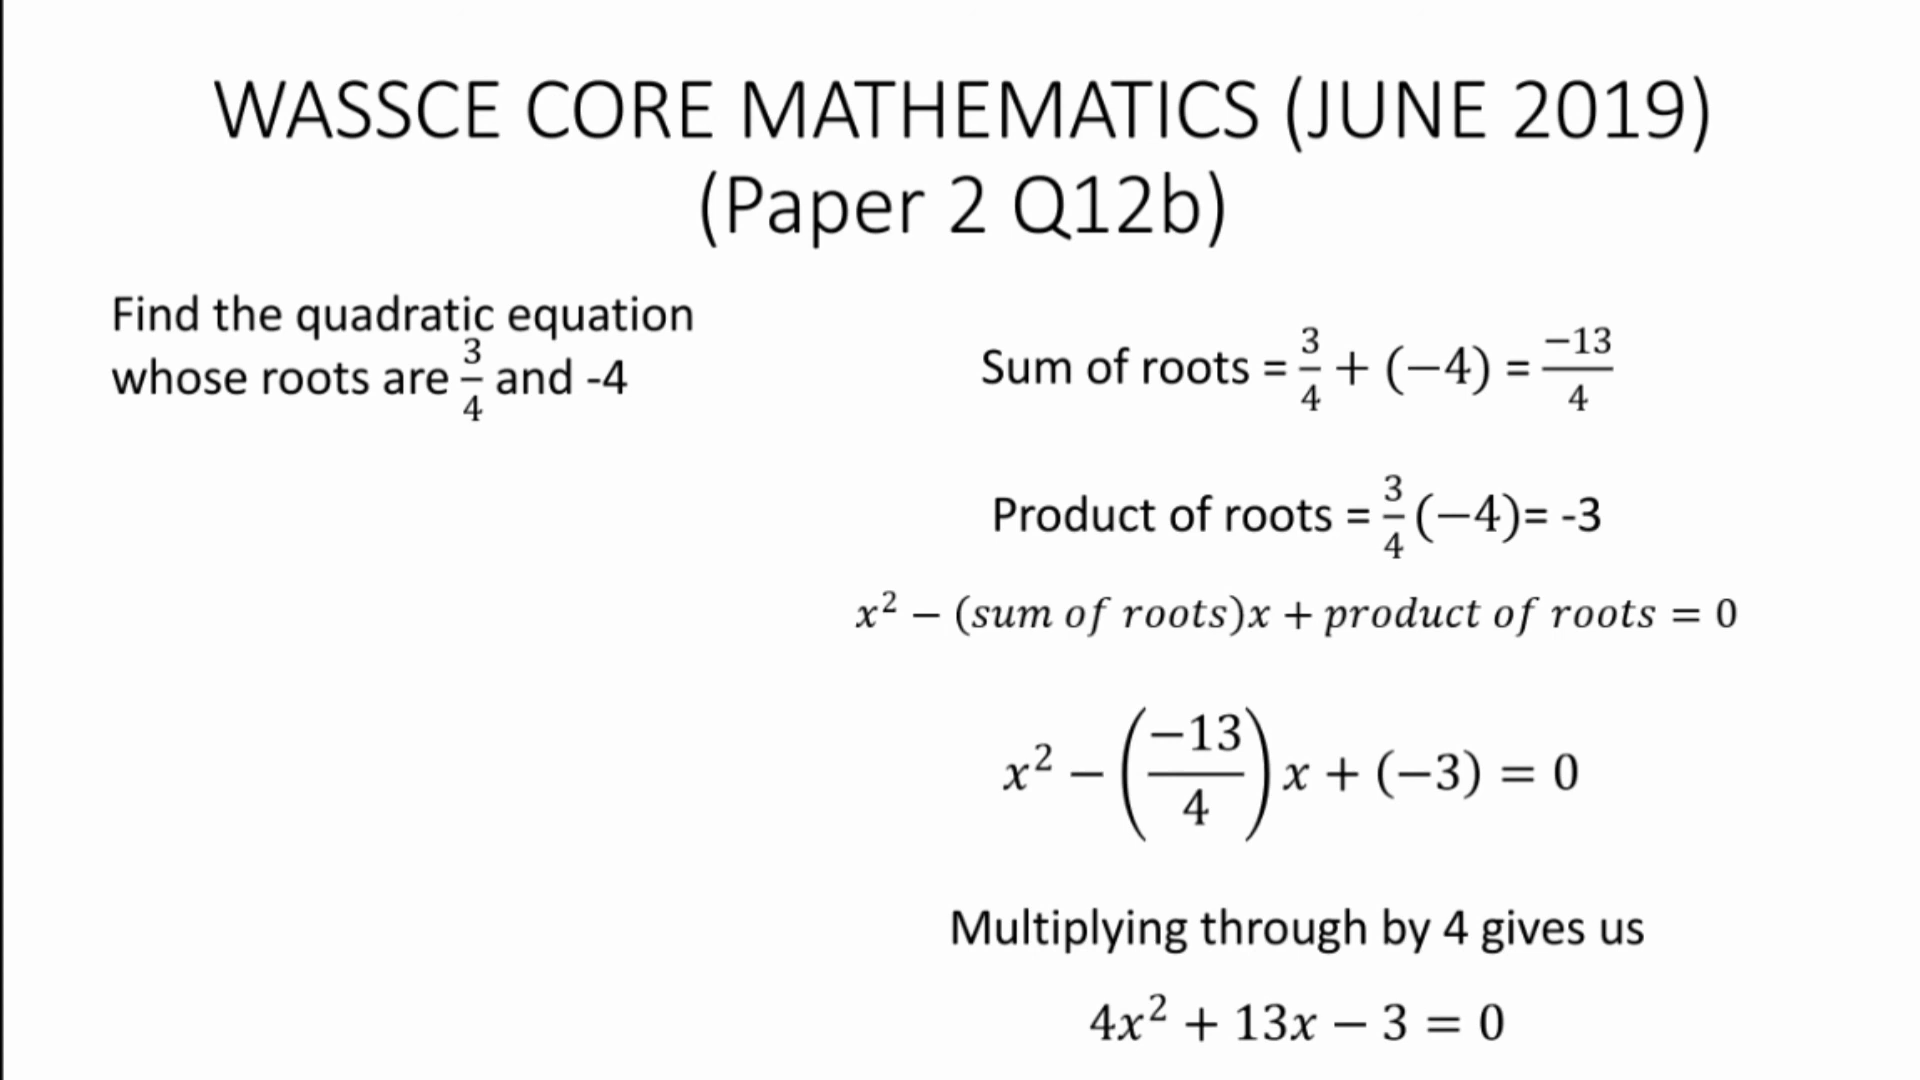 WASSCE CORE MATHEMATICS (JUNE 2019)
(Paper 2 Q12b)
Find the quadratic equation
whose roots are 3/4 and -4
Sum of roots = 3/4 + (−4) = −13/4
Product of roots = 3/4 (−4)= -3
x² − (sum of roots)x + product of roots = 0
x² − (−13/4) x + (−3) = 0
Multiplying through by 4 gives us
4x² + 13x − 3 = 0